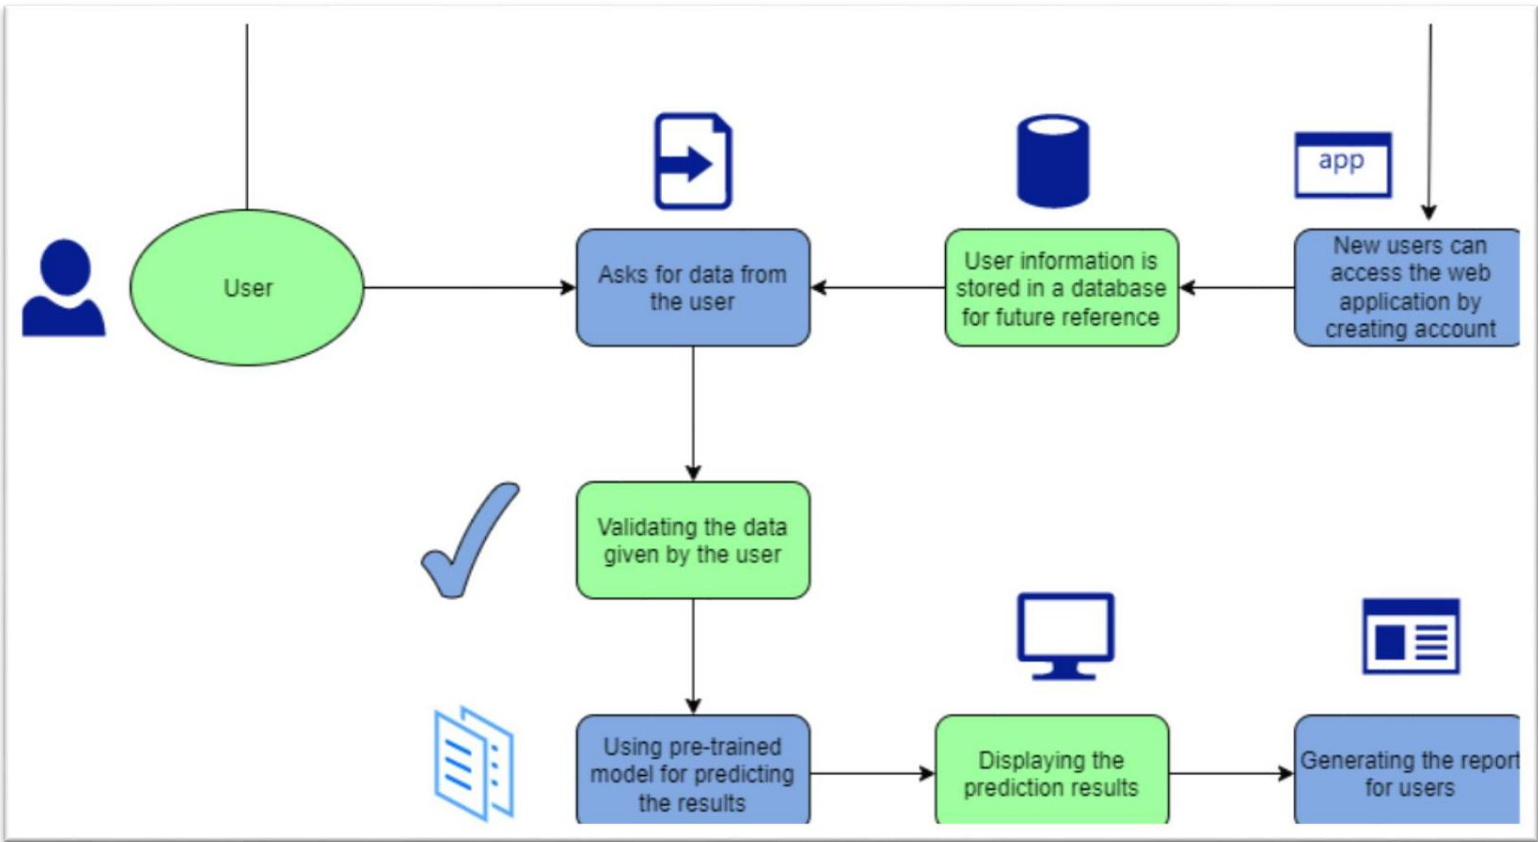 app
User
Asks for data from
the user
User information is
stored in a database
for future reference
New users can
access the web
application by
creating account
Validating the data
given by the user
Using pre-trained
model for predicting
the results
Displaying the
prediction results
Generating the report
for users